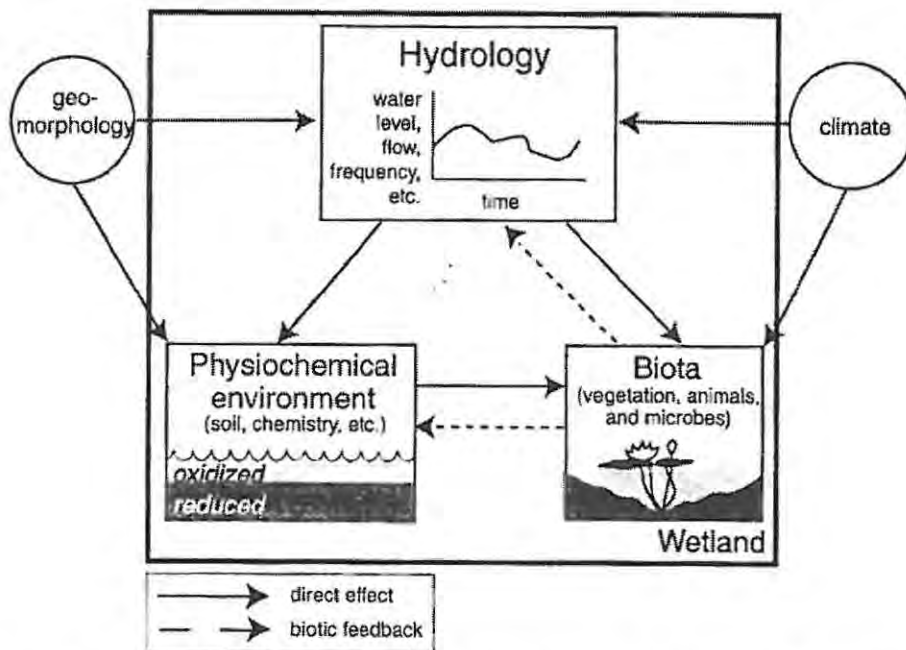 Hydrology
water
level,
flow,
frequency,
etc.
time
geo-
morphology
climate
Physiochemical
environment
(soil, chemistry, etc.)
oxidized
reduced
Biota
(vegetation, animals,
and microbes)
Wetland
direct effect
biotic feedback